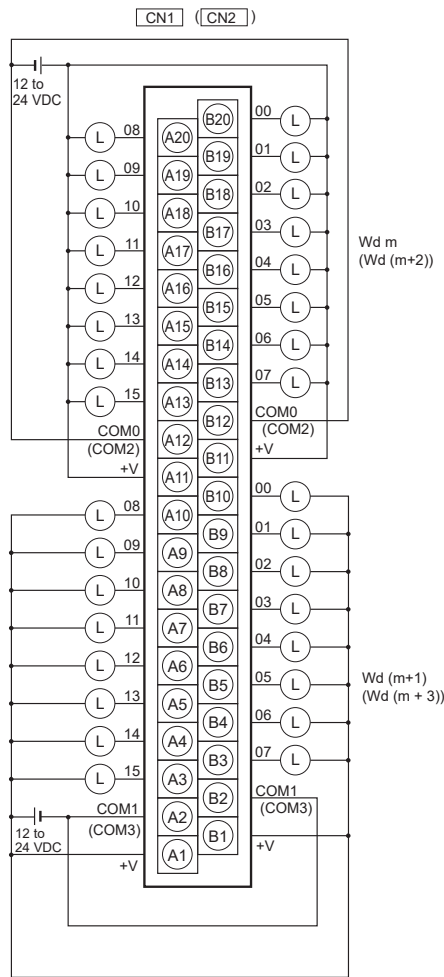 CN1 ( CN2 )
12 to
24 VDC
L 08 A20 B20 00 L
L 09 A19 B19 01 L
L 10 A18 B18 02 L
L 11 A17 B17 03 L
L 12 A16 B16 04 L
L 13 A15 B15 05 L
L 14 A14 B14 06 L
L 15 A13 B13 07 L
Wd m
(Wd (m+2))
COM0
(COM2)
A12 B12
COM0
(COM2)
+V A11 B11 +V
L 08 A10 B10 00 L
L 09 A9 B9 01 L
L 10 A8 B8 02 L
L 11 A7 B7 03 L
L 12 A6 B6 04 L
L 13 A5 B5 05 L
L 14 A4 B4 06 L
L 15 A3 B3 07 L
Wd (m+1)
(Wd (m + 3))
COM1
(COM3)
A2 B2
COM1
(COM3)
12 to
24 VDC
+V A1 B1 +V